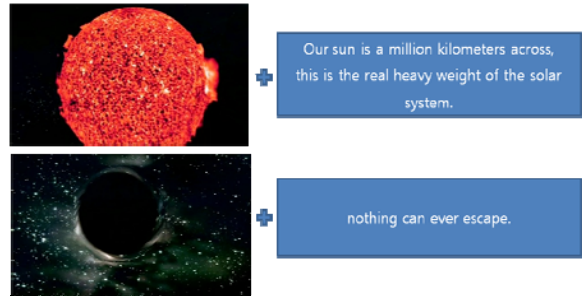 Our sun is a million kilometers across,
this is the real heavy weight of the solar
system.
nothing can ever escape.